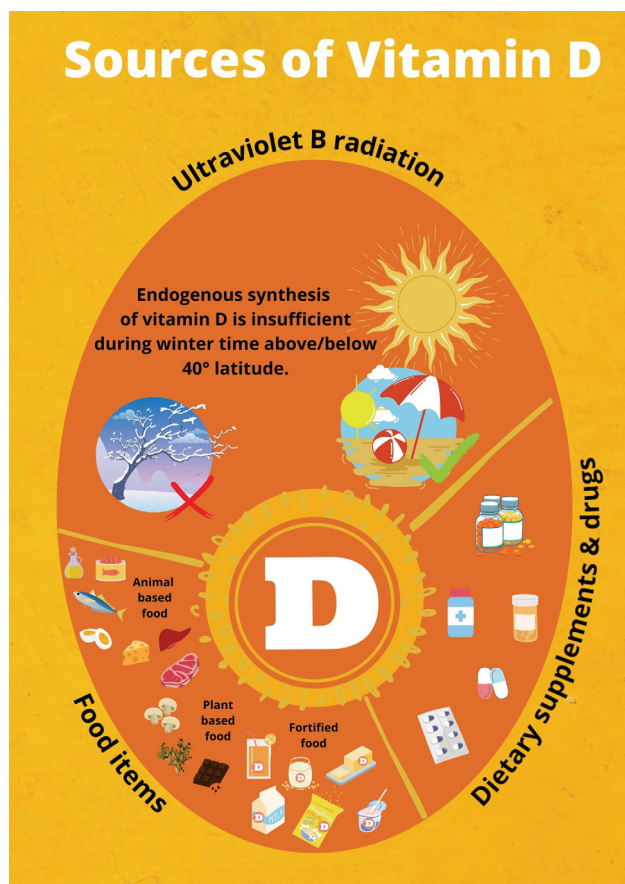 Sources of Vitamin D
Ultraviolet B radiation
Endogenous synthesis
of vitamin D is insufficient
during winter time above/below
40° latitude.
D
Animal
based
food
Plant
based
food
Fortified
food
D
D
D
MILK
D
D
D
Food items
Dietary supplements & drugs